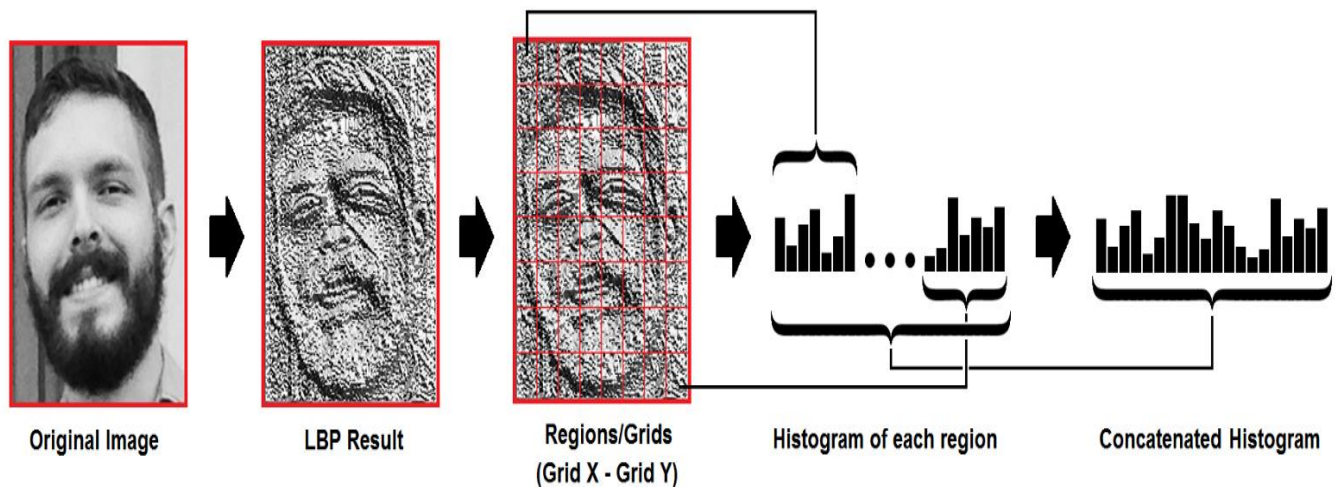 Original Image
LBP Result
Regions/Grids
(Grid X - Grid Y)
Histogram of each region
Concatenated Histogram